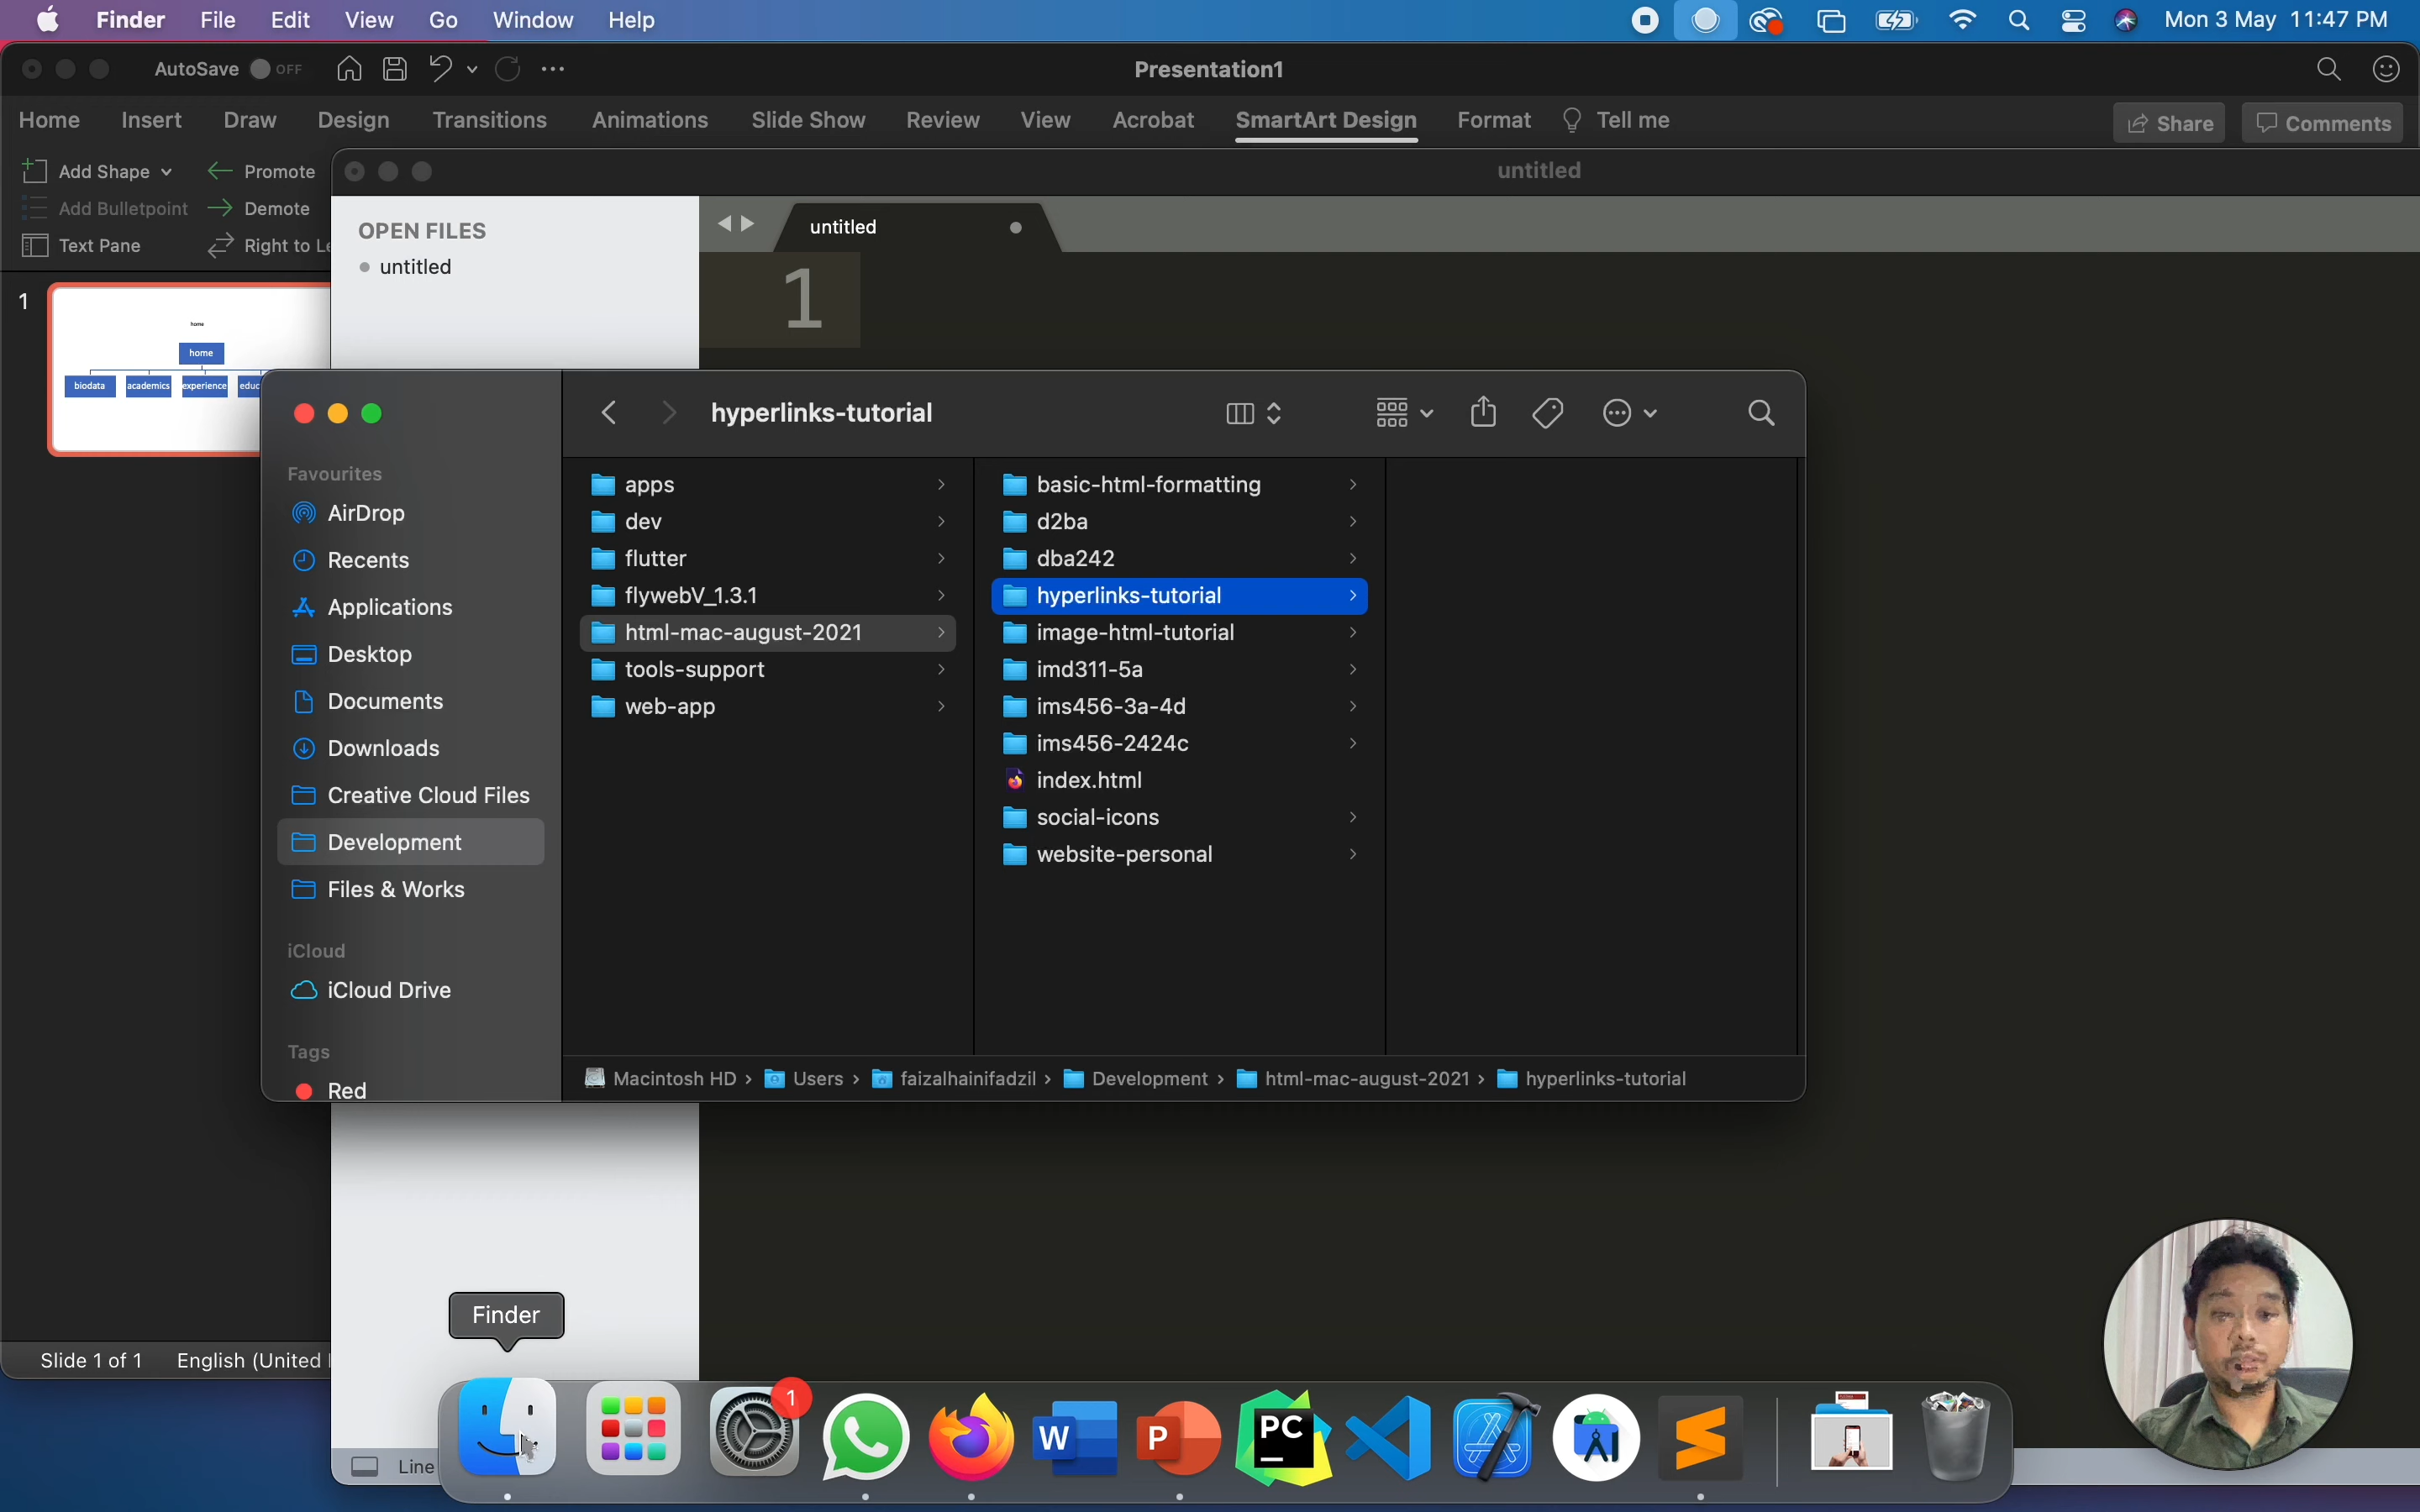 Finder File Edit View Go Window Help Mon 3 May 11:47 PM
AutoSave OFF Presentation1
Home Insert Draw Design Transitions Animations Slide Show Review View Acrobat SmartArt Design Format Tell me Share Comments
Add Shape Promote
Add Bulletpoint Demote
Text Pane Right to Le
untitled
OPEN FILES
untitled
untitled
1
1
home
home
biodata academics experience educ
hyperlinks-tutorial
Favourites
AirDrop
Recents
Applications
Desktop
Documents
Downloads
Creative Cloud Files
Development
Files & Works
iCloud
iCloud Drive
Tags
Red
apps
dev
flutter
flywebV_1.3.1
html-mac-august-2021
tools-support
web-app
basic-html-formatting
d2ba
dba242
hyperlinks-tutorial
image-html-tutorial
imd311-5a
ims456-3a-4d
ims456-2424c
index.html
social-icons
website-personal
Macintosh HD › Users › faizalhainifadzil › Development › html-mac-august-2021 › hyperlinks-tutorial
Finder
Slide 1 of 1 English (United
Line
1
W
P
PC